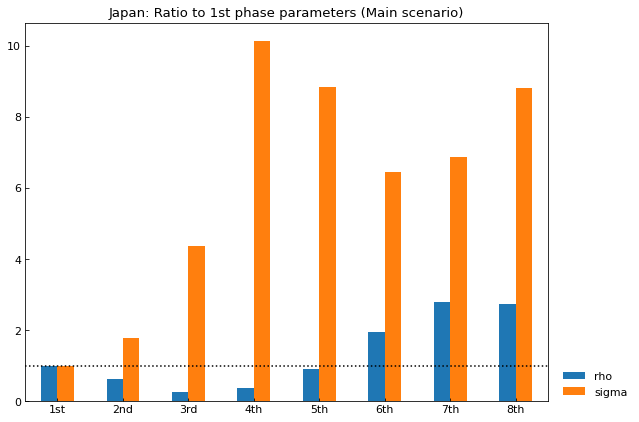 Japan: Ratio to 1st phase parameters (Main scenario)
10
8
6
4
2
0
1st 2nd 3rd 4th 5th 6th 7th 8th
rho
sigma